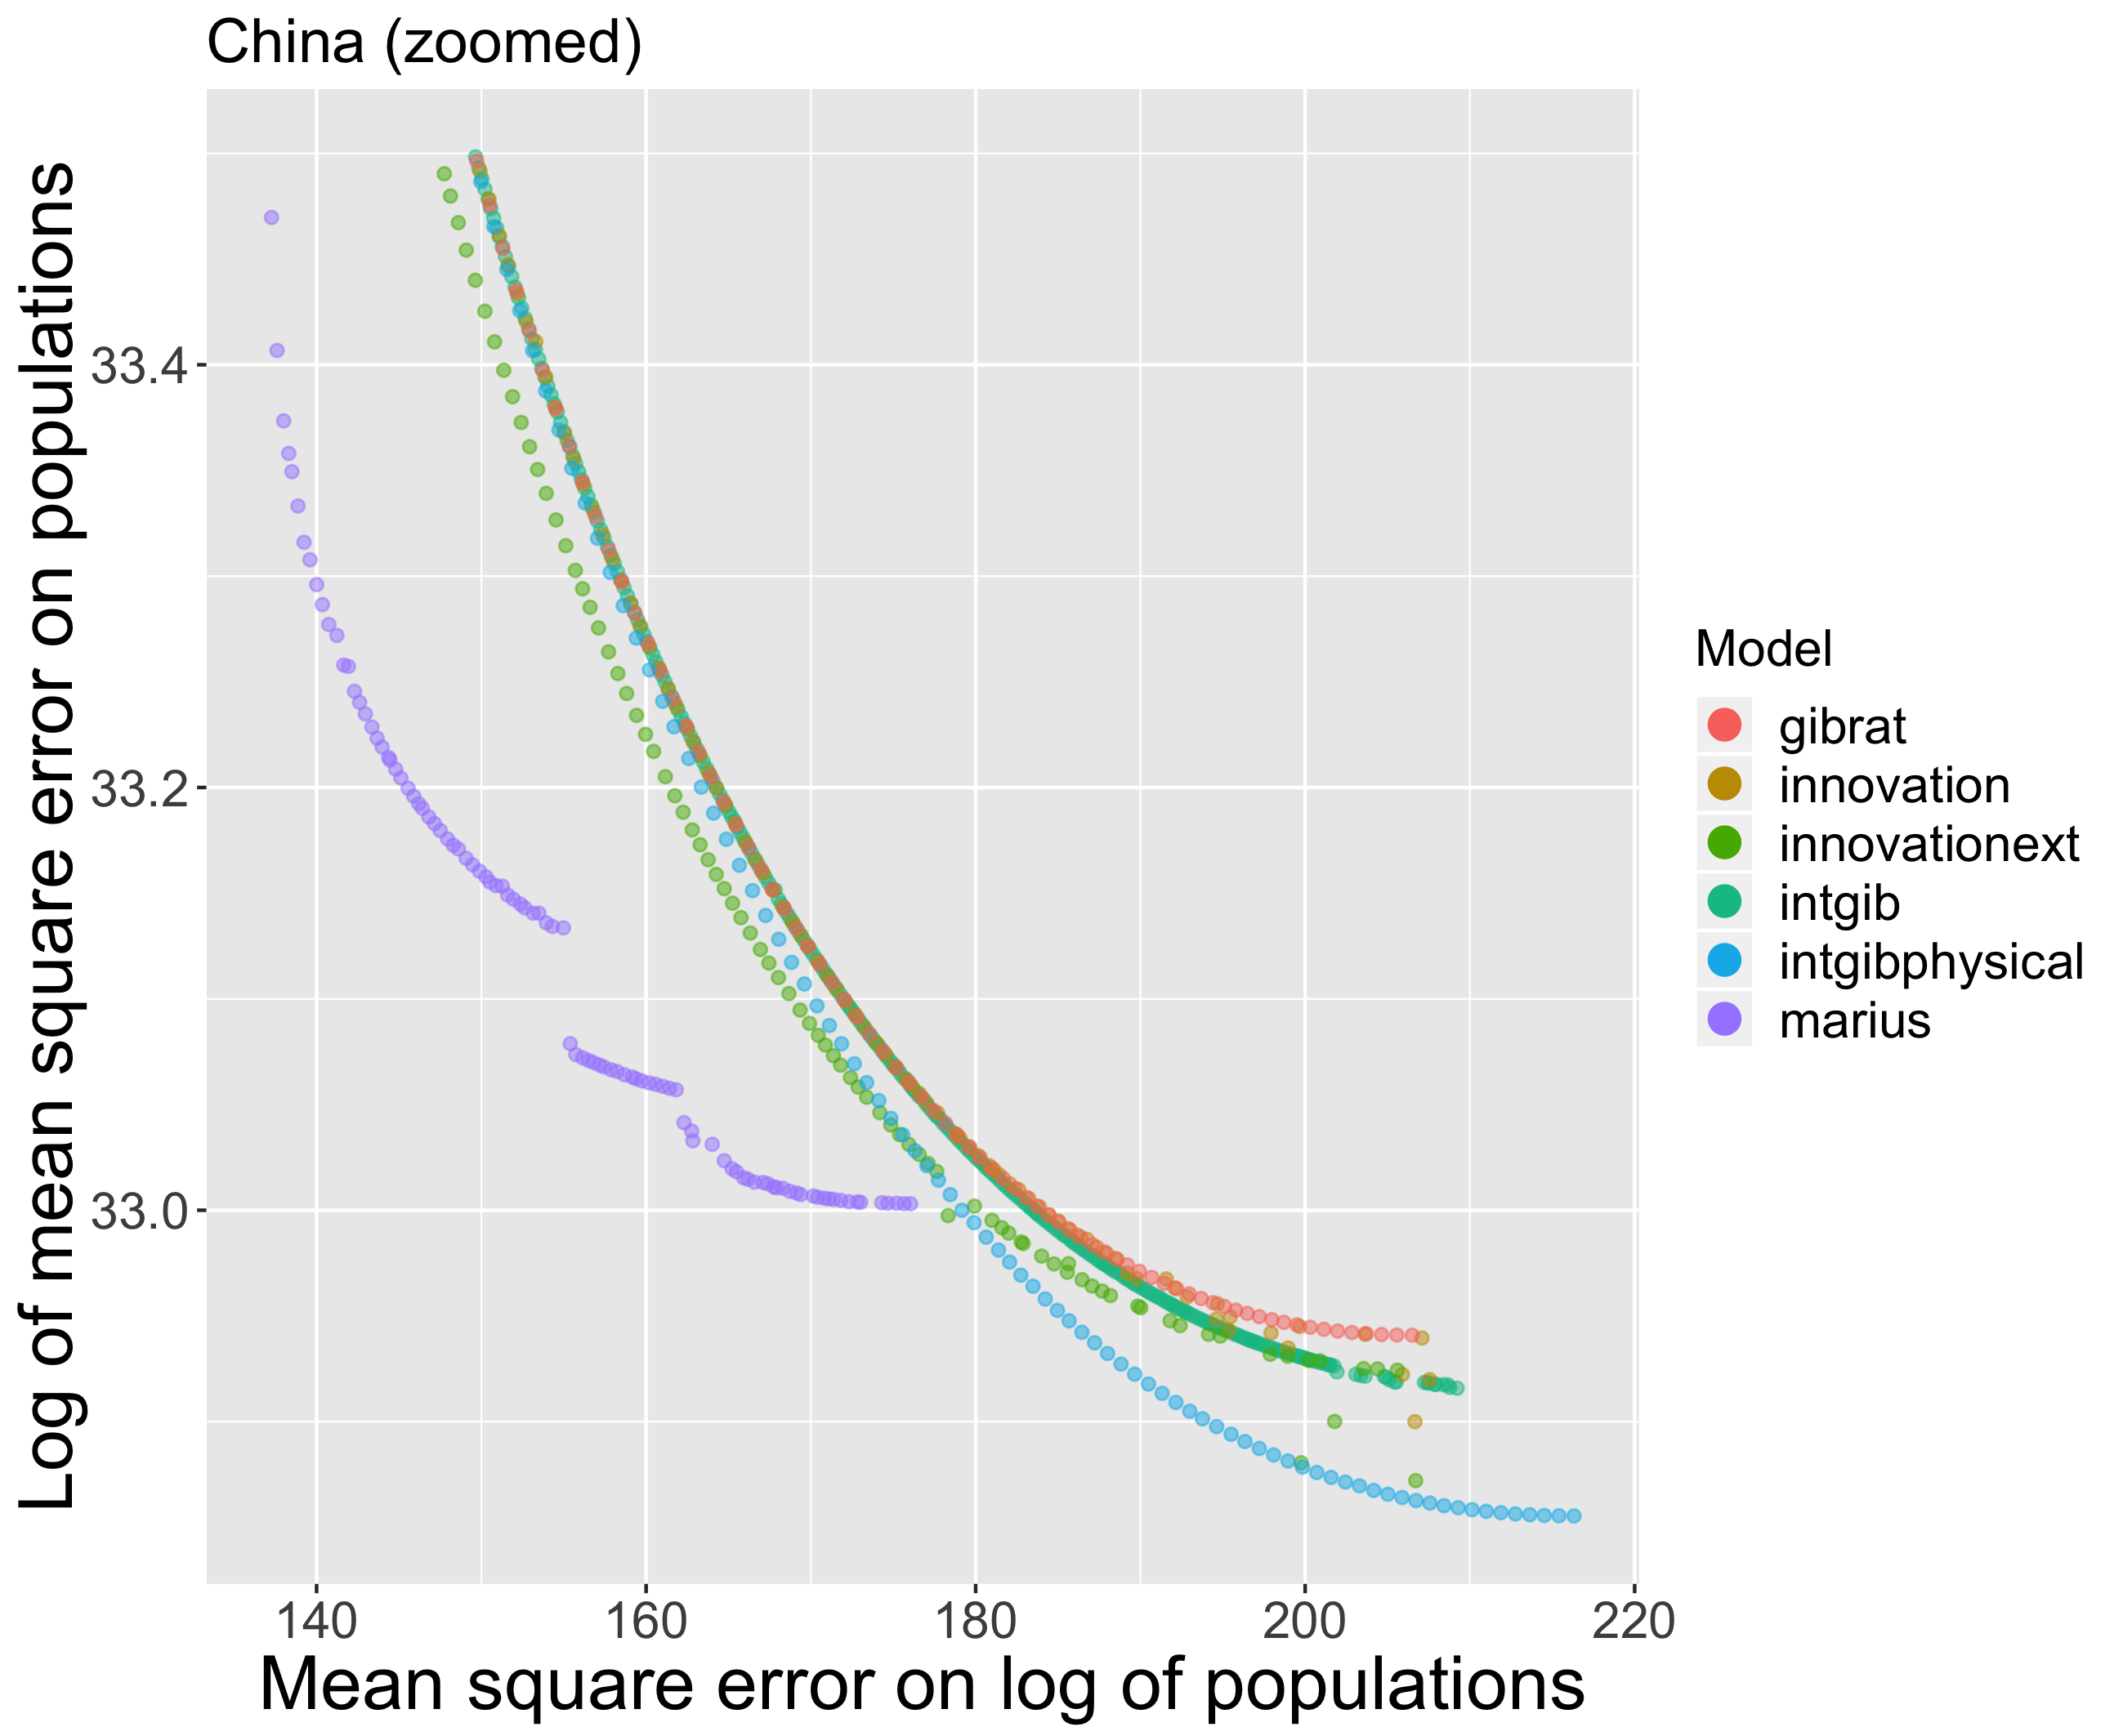 China (zoomed)
Log of mean square error on populations
33.4
33.2
33.0
140 160 180 200 220
Mean square error on log of populations
Model
gibrat
innovation
innovationext
intgib
intgibphysical
marius